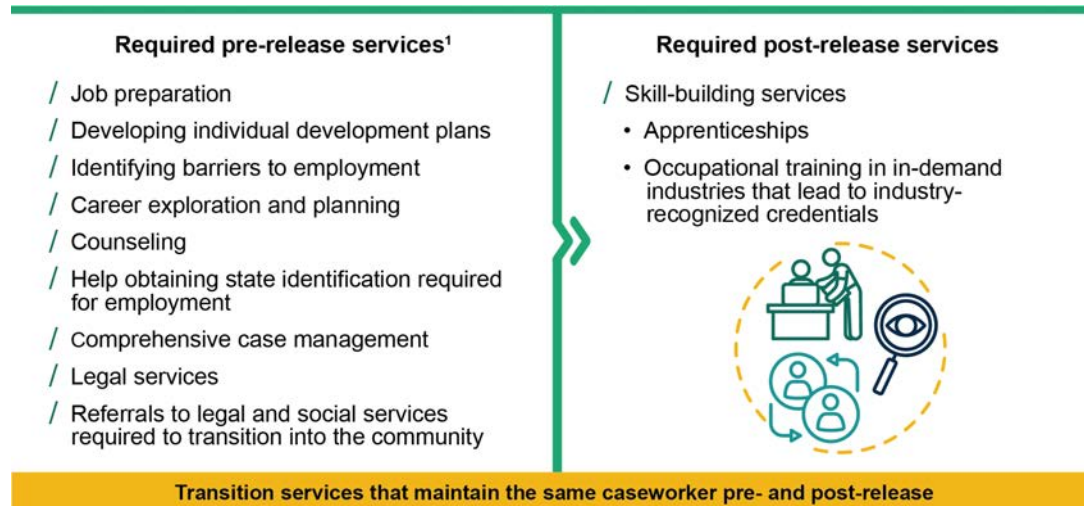 Required pre-release services¹
/ Job preparation
/ Developing individual development plans
/ Identifying barriers to employment
/ Career exploration and planning
/ Counseling
/ Help obtaining state identification required
for employment
/ Comprehensive case management
/ Legal services
/ Referrals to legal and social services
required to transition into the community
Required post-release services
/ Skill-building services
• Apprenticeships
• Occupational training in in-demand
industries that lead to industry-
recognized credentials
Transition services that maintain the same caseworker pre- and post-release